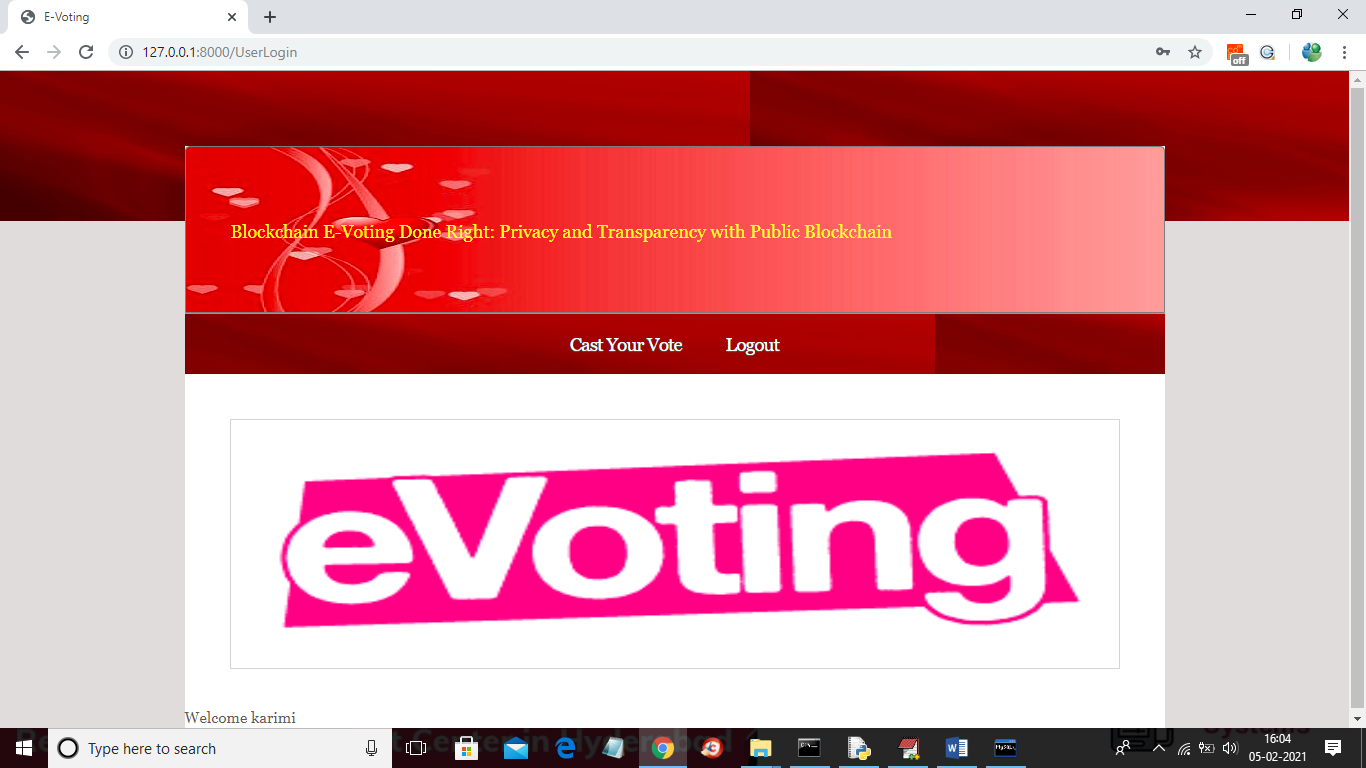 E-Voting
127.0.0.1:8000/UserLogin
off
Blockchain E-Voting Done Right: Privacy and Transparency with Public Blockchain
Cast Your Vote Logout
eVoting
Welcome karimi
Type here to search
16:04
05-02-2021